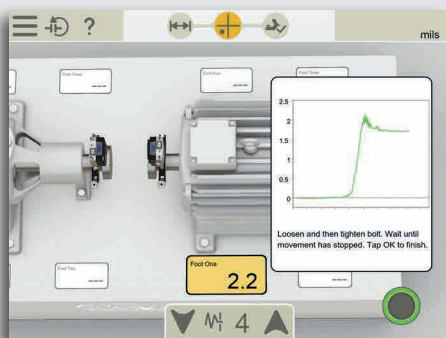 ?
mils
Foot Three
---
Foot Four
---
Foot Three
---
2.5
2
1.5
1
0.5
0
Loosen and then tighten bolt. Wait until
movement has stopped. Tap OK to finish.
Foot Two
---
Foot One
2.2
---
4